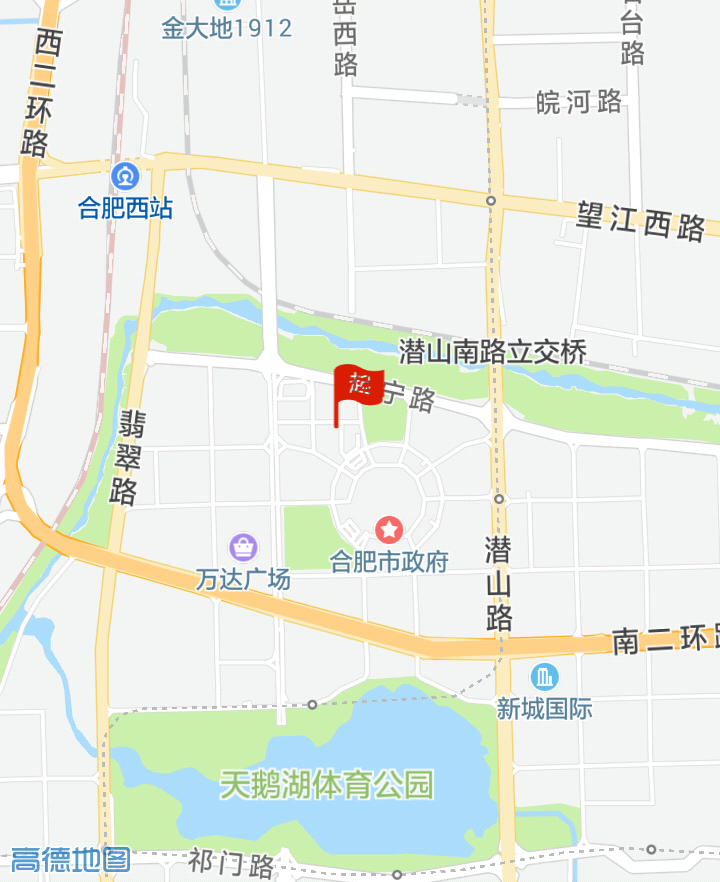 金大地1912
岳西路
台路
西二环路
皖河路
合肥西站
望江西路
潜山南路立交桥
宁路
翡翠路
合肥市政府
万达广场
潜山路
南二环路
新城国际
天鹅湖体育公园
高德地图
祁门路